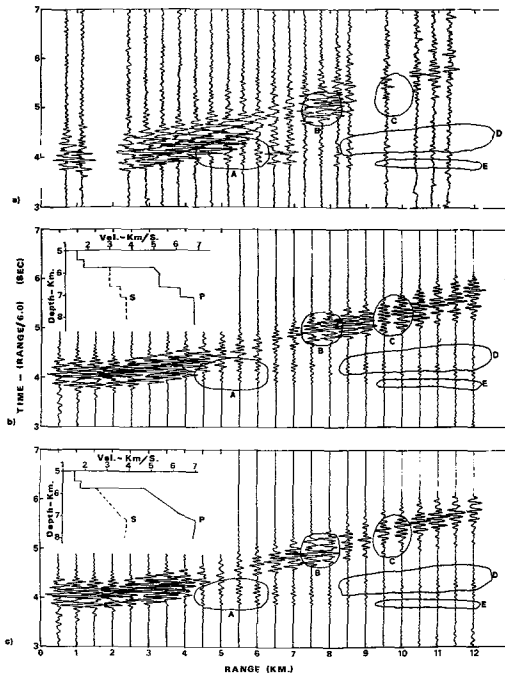 7
6
5
4
3
A
B
C
D
E
a)
TIME – (RANGE/6.0) (SEC)
Vel.-Km/S.
1 2 3 4 5 6 7
5
6
7
8
Depth-Km.
S
P
7
6
5
4
3
A
B
C
D
E
b)
Vel.-Km/S.
1 2 3 4 5 6 7
5
6
7
8
Depth-Km.
S
P
7
6
5
4
3
A
B
C
D
E
c)
0 1 2 3 4 5 6 7 8 9 10 11 12
RANGE (KM.)